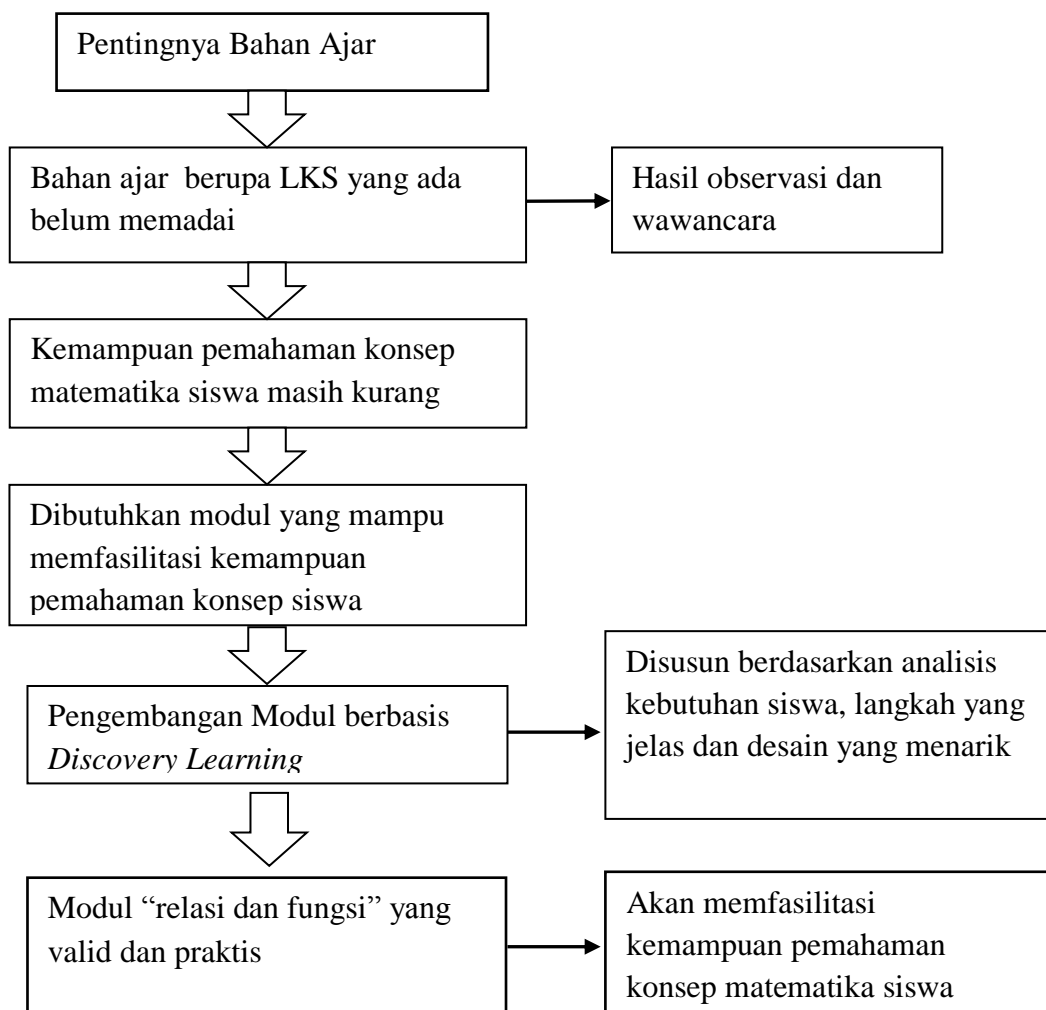 Pentingnya Bahan Ajar
Bahan ajar  berupa LKS yang ada
belum memadai
Hasil observasi dan
wawancara
Kemampuan pemahaman konsep
matematika siswa masih kurang
Dibutuhkan modul yang mampu
memfasilitasi kemampuan
pemahaman konsep siswa
Pengembangan Modul berbasis
Discovery Learning
Disusun berdasarkan analisis
kebutuhan siswa, langkah yang
jelas dan desain yang menarik
Modul “relasi dan fungsi” yang
valid dan praktis
Akan memfasilitasi
kemampuan pemahaman
konsep matematika siswa